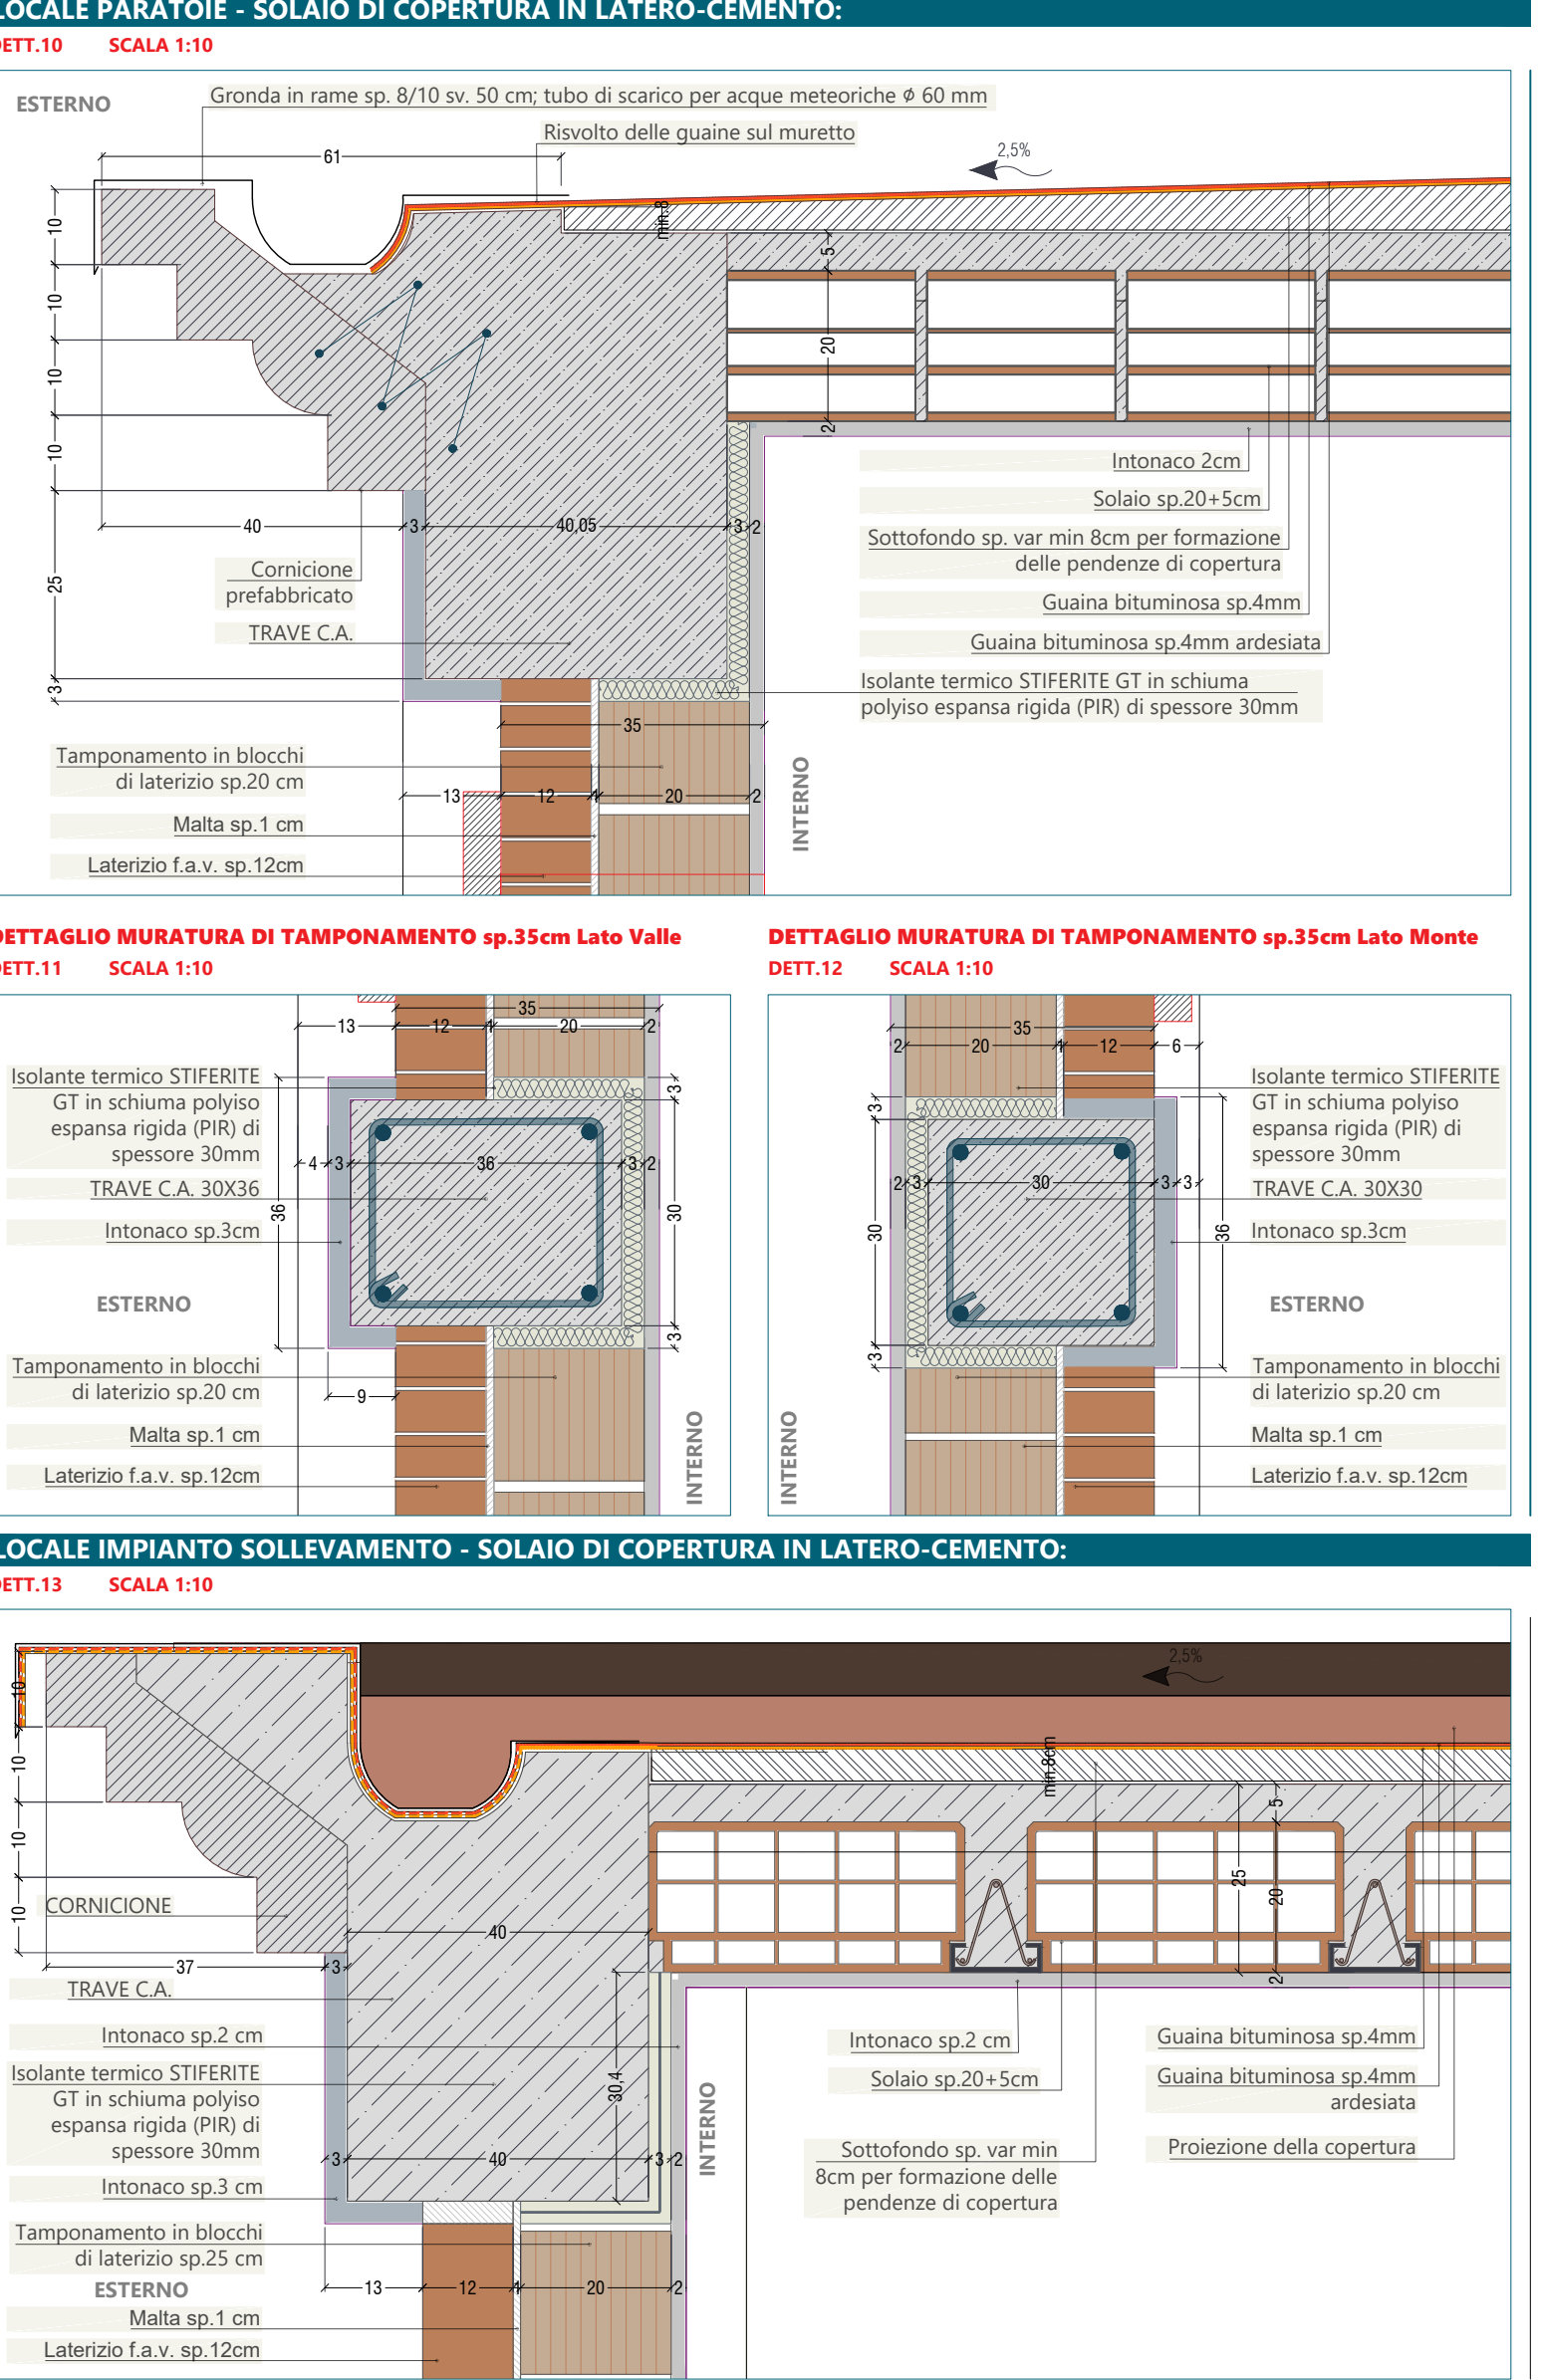 LOCALE PARATOIE - SOLAIO DI COPERTURA IN LATERO-CEMENTO:
DETT.10 SCALA 1:10
ESTERNO
Gronda in rame sp. 8/10 sv. 50 cm; tubo di scarico per acque meteoriche ϕ 60 mm
Risvolto delle guaine sul muretto
61
2,5%
min.8
10
10
10
10
25
3
5
20
2
40
3
40,05
3
2
Cornicione
prefabbricato
TRAVE C.A.
Intonaco 2cm
Solaio sp.20+5cm
Sottofondo sp. var min 8cm per formazione
delle pendenze di copertura
Guaina bituminosa sp.4mm
Guaina bituminosa sp.4mm ardesiata
Isolante termico STIFERITE GT in schiuma
polyiso espansa rigida (PIR) di spessore 30mm
35
Tamponamento in blocchi
di laterizio sp.20 cm
13
12
1
20
2
Malta sp.1 cm
Laterizio f.a.v. sp.12cm
INTERNO
DETTAGLIO MURATURA DI TAMPONAMENTO sp.35cm Lato Valle
DETT.11 SCALA 1:10
35
13
12
1
20
2
Isolante termico STIFERITE
GT in schiuma polyiso
espansa rigida (PIR) di
spessore 30mm
TRAVE C.A. 30X36
Intonaco sp.3cm
ESTERNO
4
3
36
3
2
36
3
30
3
9
Tamponamento in blocchi
di laterizio sp.20 cm
Malta sp.1 cm
Laterizio f.a.v. sp.12cm
INTERNO
DETTAGLIO MURATURA DI TAMPONAMENTO sp.35cm Lato Monte
DETT.12 SCALA 1:10
35
2
20
1
12
6
Isolante termico STIFERITE
GT in schiuma polyiso
espansa rigida (PIR) di
spessore 30mm
TRAVE C.A. 30X30
Intonaco sp.3cm
ESTERNO
2
3
30
3
3
3
30
3
36
Tamponamento in blocchi
di laterizio sp.20 cm
Malta sp.1 cm
Laterizio f.a.v. sp.12cm
INTERNO
LOCALE IMPIANTO SOLLEVAMENTO - SOLAIO DI COPERTURA IN LATERO-CEMENTO:
DETT.13 SCALA 1:10
2,5%
min.8cm
10
10
10
10
5
25
20
2
CORNICIONE
40
37
3
TRAVE C.A.
Intonaco sp.2 cm
Isolante termico STIFERITE
GT in schiuma polyiso
espansa rigida (PIR) di
spessore 30mm
30,4
3
40
3
2
Intonaco sp.3 cm
Tamponamento in blocchi
di laterizio sp.25 cm
ESTERNO
13
12
1
20
2
Malta sp.1 cm
Laterizio f.a.v. sp.12cm
INTERNO
Intonaco sp.2 cm
Solaio sp.20+5cm
Sottofondo sp. var min
8cm per formazione delle
pendenze di copertura
Guaina bituminosa sp.4mm
Guaina bituminosa sp.4mm
ardesiata
Proiezione della copertura